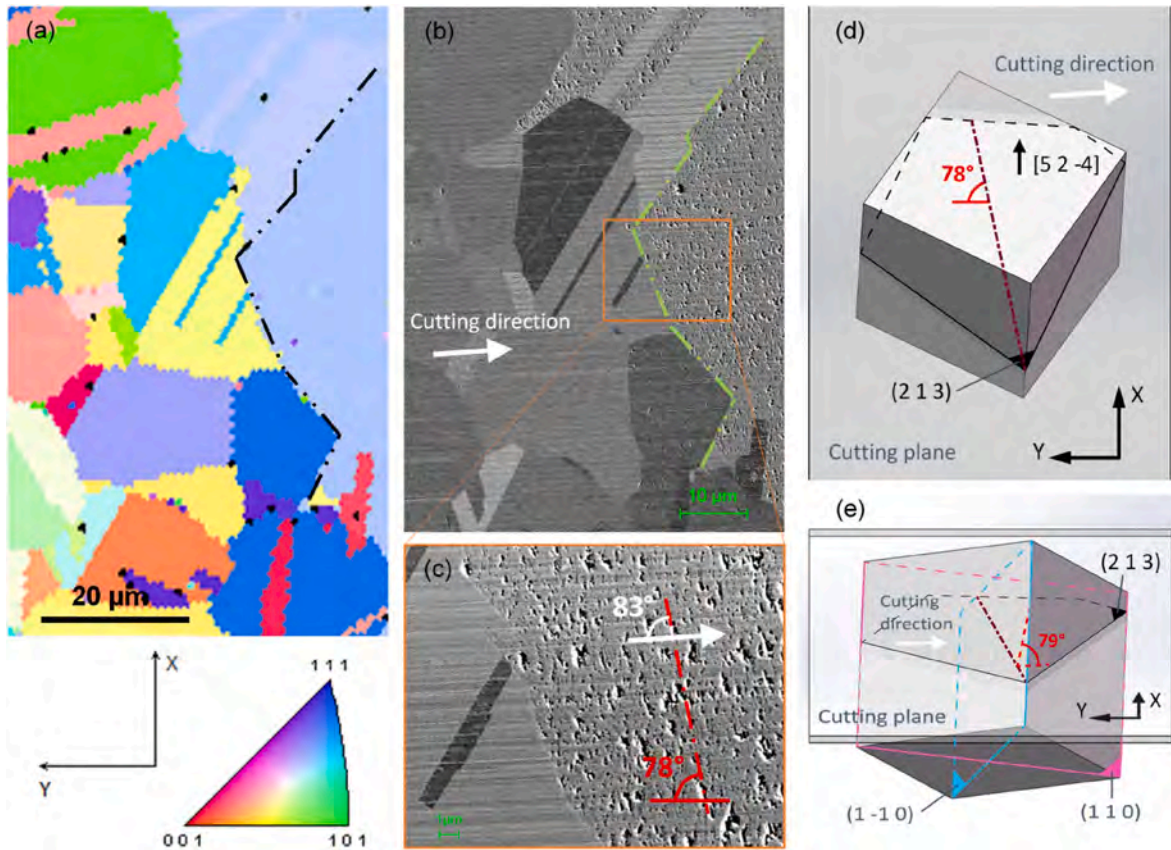 (a)
20 µm
X
Y
1 1 1
0 0 1
1 0 1
(b)
Cutting direction
10 µm
(c)
83°
78°
1µm
(d)
Cutting direction
78°
[5 2 -4]
(2 1 3)
X
Y
Cutting plane
(e)
(2 1 3)
Cutting
direction
79°
Cutting plane
Y
X
(1 -1 0)
(1 1 0)